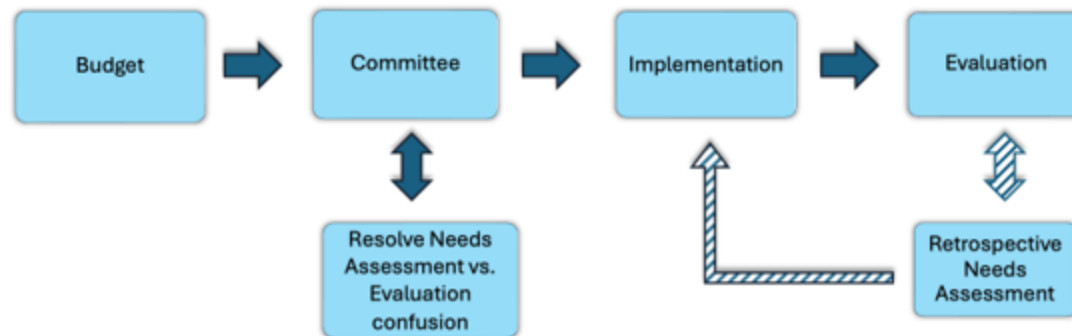 Budget
Committee
Implementation
Evaluation
Resolve Needs
Assessment vs.
Evaluation
confusion
Retrospective
Needs
Assessment